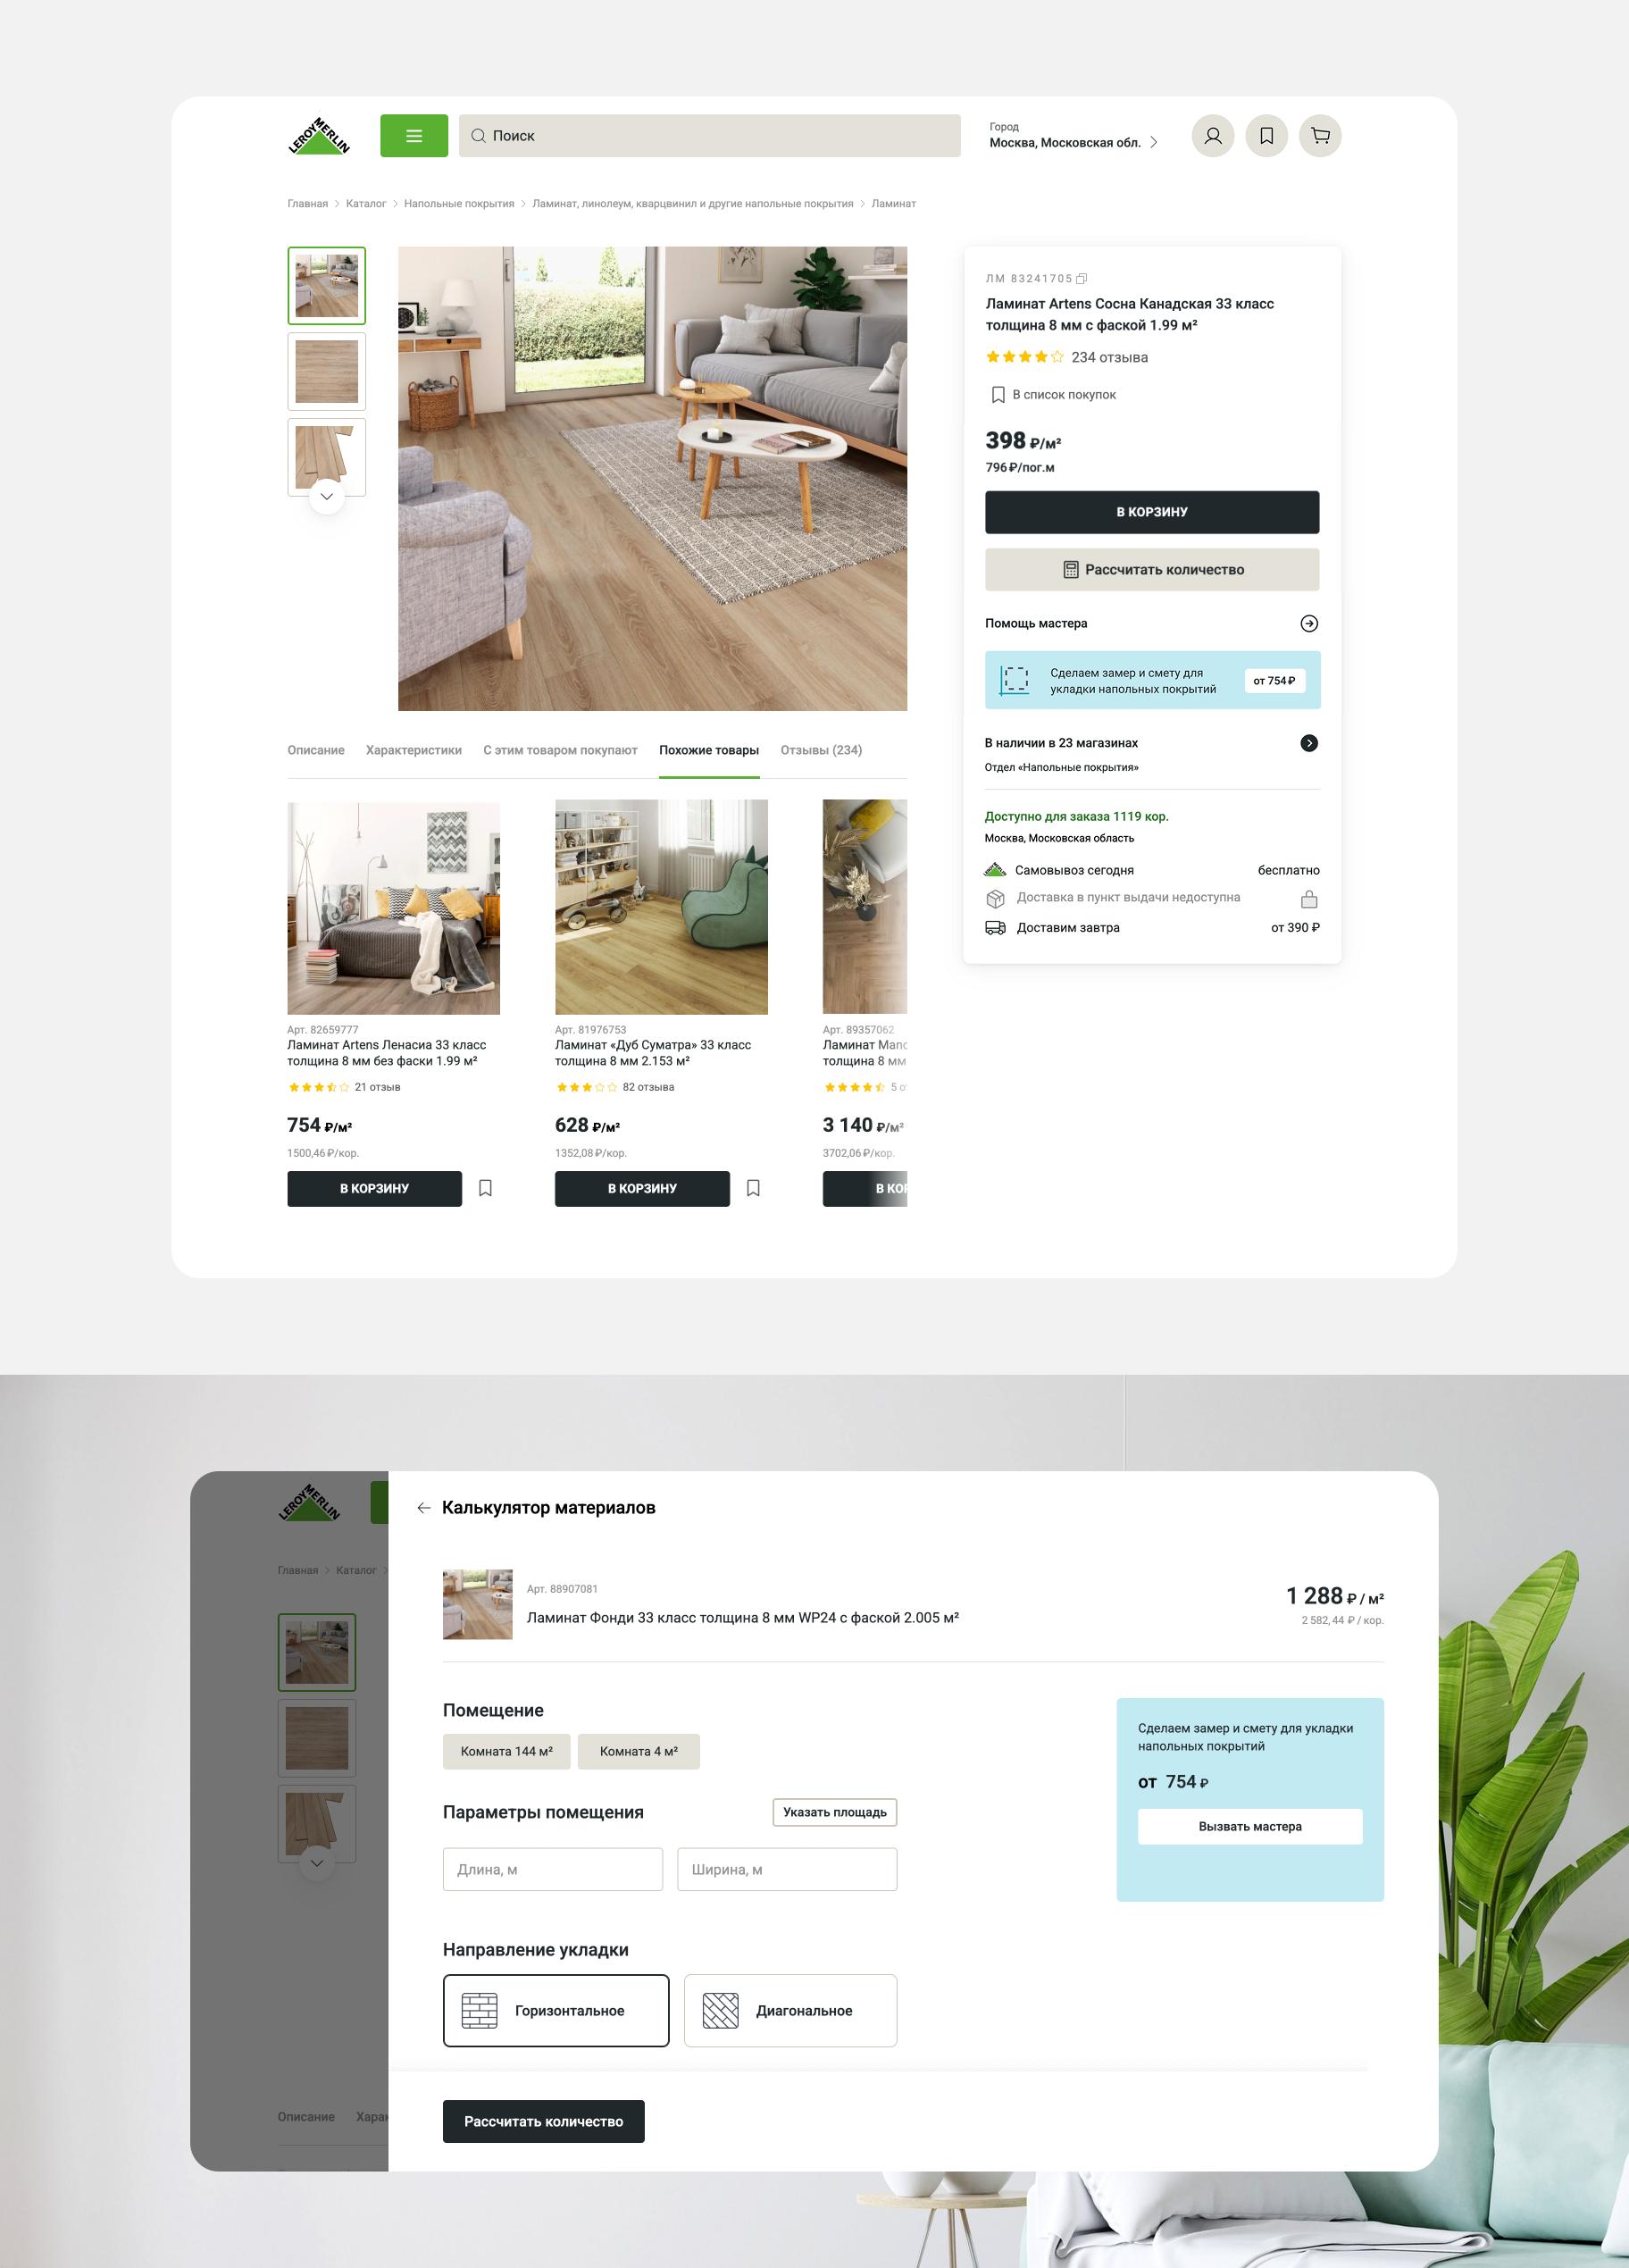 LEROY MERLIN
Поиск
Город
Москва, Московская обл.
Главная
Каталог
Напольные покрытия
Ламинат, линолеум, кварцвинил и другие напольные покрытия
Ламинат
ЛМ 83241705
Ламинат Artens Сосна Канадская 33 класс
толщина 8 мм с фаской 1.99 м²
234 отзыва
В список покупок
398 ₽/м²
796 ₽/пог.м
В КОРЗИНУ
Рассчитать количество
Помощь мастера
Сделаем замер и смету для
укладки напольных покрытий
от 754 ₽
В наличии в 23 магазинах
Отдел «Напольные покрытия»
Доступно для заказа 1119 кор.
Москва, Московская область
Самовывоз сегодня
бесплатно
Доставка в пункт выдачи недоступна
Доставим завтра
от 390 ₽
Описание
Характеристики
С этим товаром покупают
Похожие товары
Отзывы (234)
Арт. 82659777
Ламинат Artens Ленасиа 33 класс
толщина 8 мм без фаски 1.99 м²
21 отзыв
754 ₽/м²
1500,46 ₽/кор.
В КОРЗИНУ
Арт. 81976753
Ламинат «Дуб Суматра» 33 класс
толщина 8 мм 2.153 м²
82 отзыва
628 ₽/м²
1352,08 ₽/кор.
В КОРЗИНУ
Арт. 89357062
Ламинат
толщина 8 мм
5
3 140 ₽/м²
3702,06 ₽/кор.
В
LEROY MERLIN
Главная
Каталог
Описание
Калькулятор материалов
Арт. 88907081
Ламинат Фонди 33 класс толщина 8 мм WP24 с фаской 2.005 м²
1 288 ₽ / м²
2 582,44 ₽ / кор.
Помещение
Комната 144 м²
Комната 4 м²
Параметры помещения
Указать площадь
Длина, м
Ширина, м
Сделаем замер и смету для укладки
напольных покрытий
от 754 ₽
Вызвать мастера
Направление укладки
Горизонтальное
Диагональное
Рассчитать количество